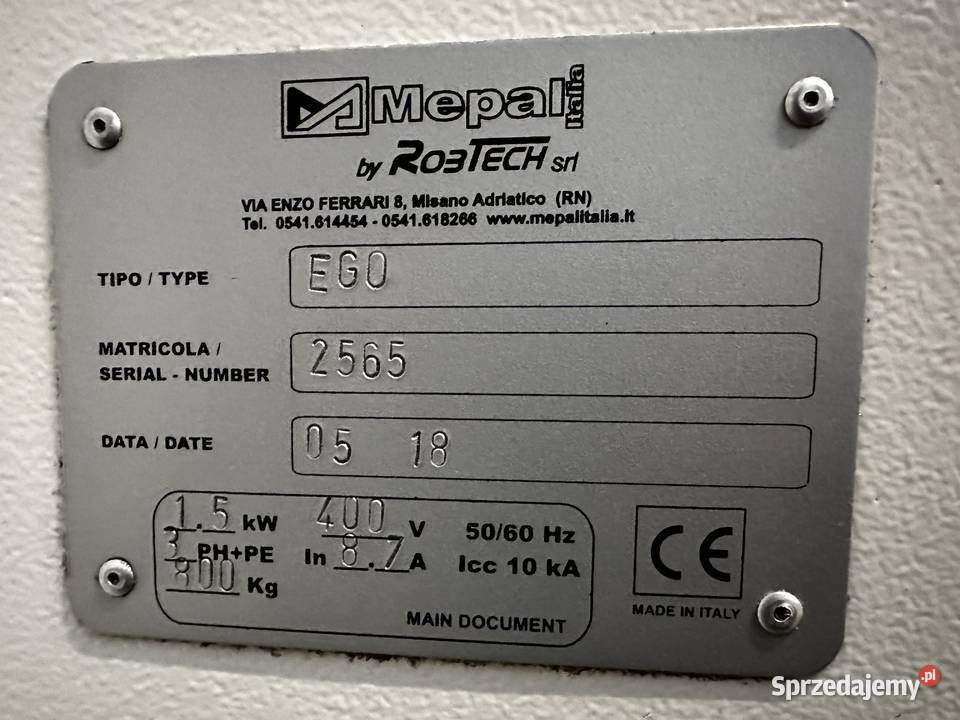 Mepal Italia
by ROBTECH srl
VIA ENZO FERRARI 8, Misano Adriatico (RN)
Tel. 0541.614454 - 0541.618266 www.mepalitalia.it
TIPO / TYPE EGO
MATRICOLA /
SERIAL - NUMBER 2565
DATA / DATE 05 18
1.5 kW 400 V 50/60 Hz
3 PH+PE In 8.7 A Icc 10 kA
800 Kg
MAIN DOCUMENT
CE
MADE IN ITALY
Sprzedajemy.pl